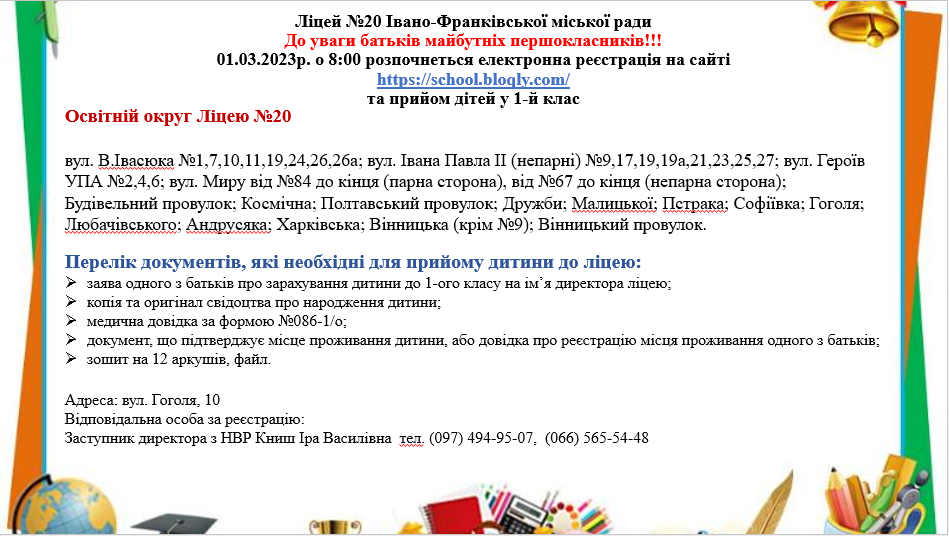 Ліцей №20 Івано-Франківської міської ради
До уваги батьків майбутніх першокласників!!!
01.03.2023р. о 8:00 розпочнеться електронна реєстрація на сайті
https://school.bloqly.com/
та прийом дітей у 1-й клас
Освітній округ Ліцею №20
вул. В.Івасюка №1,7,10,11,19,24,26,26а; вул. Івана Павла ІІ (непарні) №9,17,19,19а,21,23,25,27; вул. Героїв
УПА №2,4,6; вул. Миру від №84 до кінця (парна сторона), від №67 до кінця (непарна сторона);
Будівельний провулок; Космічна; Полтавський провулок; Дружби; Малицької; Пстрака; Софіївка; Гоголя;
Любачівського; Андрусяка; Харківська; Вінницька (крім №9); Вінницький провулок.
Перелік документів, які необхідні для прийому дитини до ліцею:
➢ заява одного з батьків про зарахування дитини до 1-ого класу на ім’я директора ліцею;
➢ копія та оригінал свідоцтва про народження дитини;
➢ медична довідка за формою №086-1/о;
➢ документ, що підтверджує місце проживання дитини, або довідка про реєстрацію місця проживання одного з батьків;
➢ зошит на 12 аркушів, файл.
Адреса: вул. Гоголя, 10
Відповідальна особа за реєстрацію:
Заступник директора з НВР Книш Іра Василівна тел. (097) 494-95-07, (066) 565-54-48